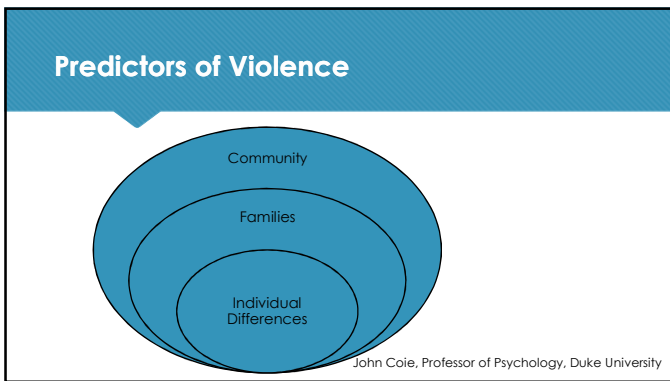 Predictors of Violence
Community
Families
Individual
Differences
John Coie, Professor of Psychology, Duke University